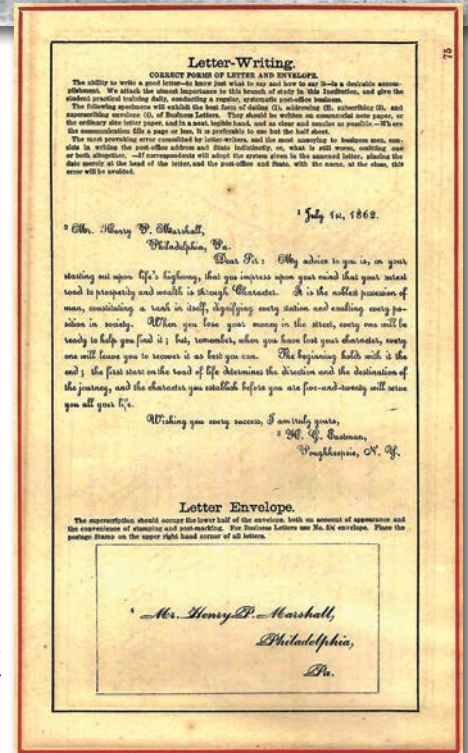 75
Letter-Writing.
CORRECT FORMS OF LETTER AND ENVELOPE.
The ability to write a good letter—to know just what to say and how to say it—is a desirable accom-
plishment. We attach the utmost importance to this branch of study in this Institution, and give the
student practical training daily, conducting a regular, systematic post-office business.
The following specimens will exhibit the best form of dating (1), addressing (2), subscribing (3), and
superscribing envelope (4), of Business Letters. They should be written on commercial note paper, or
the ordinary size letter paper, and in a neat, legible hand, and as clear and concise as possible.—Where
the communication fills a page or less, it is preferable to use but the half sheet.
The most provoking error committed by letter-writers, and the most annoying to business men, con-
sists in writing the post-office address and State indistinctly, or, what is still worse, omitting one
or both altogether. —If correspondents will adopt the system given in the annexed letter, placing the
date merely at the head of the letter, and the post-office and State, with the name, at the close, this
error will be avoided.
1 July 1st, 1862.
2 Mr. Henry P. Marshall,
Philadelphia, Pa.
Dear Sir: My advice to you is, on your
starting out upon life's highway, that you impress upon your mind that your surest
road to prosperity and wealth is through Character. It is the noblest possession of
man, constituting a rank in itself, dignifying every station and exalting every po-
sition in society. When you lose your money in the street, every one will be
ready to help you find it; but, remember, when you have lost your character, every
one will leave you to recover it as best you can. The beginning holds with it the
end; the first start on the road of life determines the direction and the destination of
the journey, and the character you establish before you are five-and-twenty will serve
you all your life.
Wishing you every success, I am truly yours,
3 H. G. Eastman,
Poughkeepsie, N. Y.
Letter Envelope.
The superscription should occupy the lower half of the envelope, both on account of appearance and
the convenience of stamping and post-marking. For Business Letters use No. 5½ envelope. Place the
postage Stamp on the upper right hand corner of all letters.
4 Mr. Henry P. Marshall,
Philadelphia,
Pa.